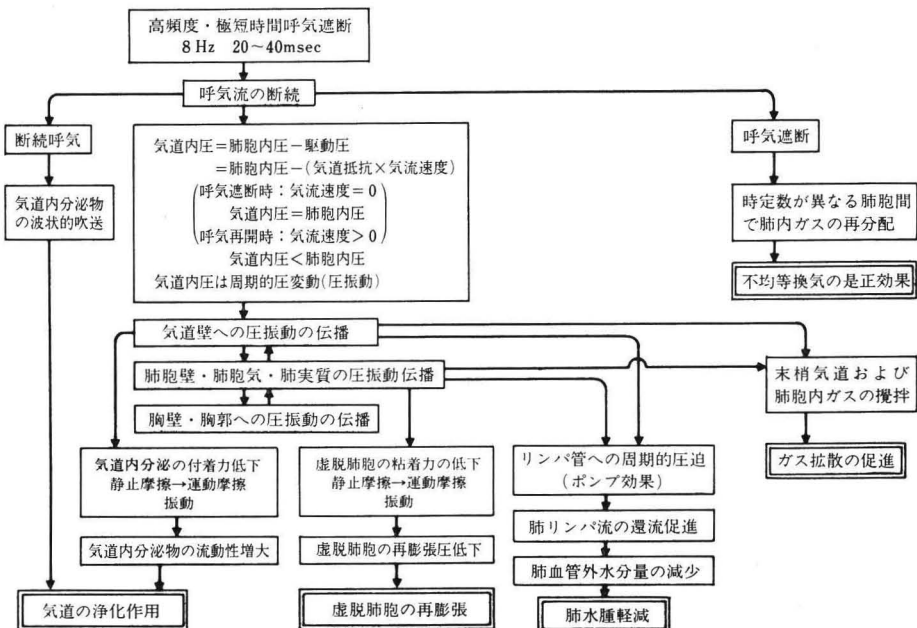 高頻度・極短時間呼気遮断
8Hz 20～40msec
呼気流の断続
断続呼気
気道内分泌物
の波状的吹送
気道内圧＝肺胞内圧－駆動圧
＝肺胞内圧－(気道抵抗×気流速度)
(呼気遮断時：気流速度＝0
気道内圧＝肺胞内圧)
(呼気再開時：気流速度＞0
気道内圧＜肺胞内圧
気道内圧は周期的圧変動(圧振動)
呼気遮断
時定数が異なる肺胞間
で肺内ガスの再分配
不均等換気の是正効果
気道壁への圧振動の伝播
肺胞壁・肺胞気・肺実質の圧振動伝播
胸壁・胸郭への圧振動の伝播
末梢気道および
肺胞内ガスの攪拌
ガス拡散の促進
気道内分泌の付着力低下
静止摩擦→運動摩擦
振動
気道内分泌物の流動性増大
気道の浄化作用
虚脱肺胞の粘着力の低下
静止摩擦→運動摩擦
振動
虚脱肺胞の再膨張圧低下
虚脱肺胞の再膨張
リンパ管への周期的圧迫
(ポンプ効果)
肺リンパ流の還流促進
肺血管外水分量の減少
肺水腫軽減